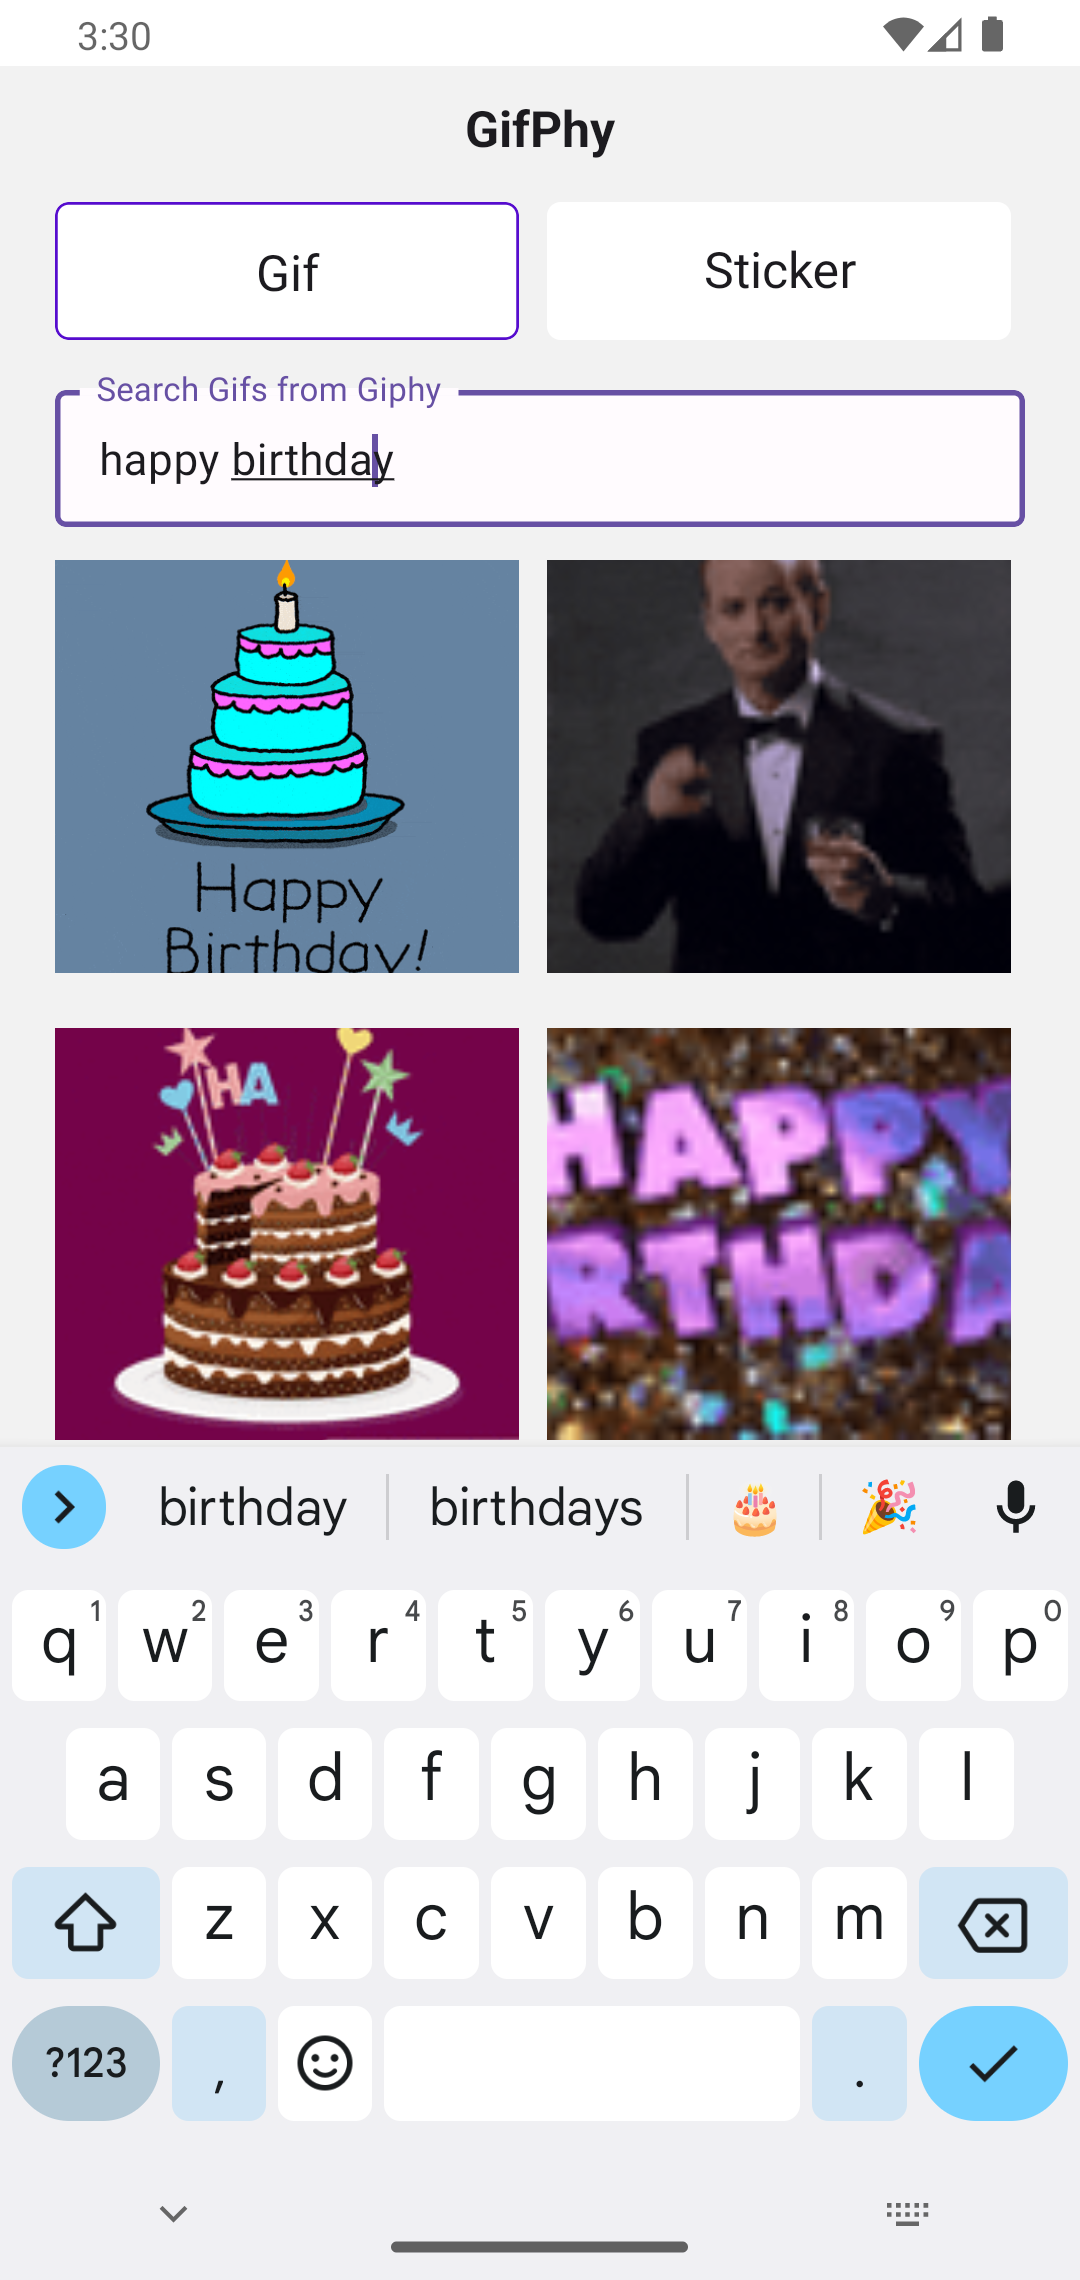 3:30
GifPhy
Gif
Sticker
Search Gifs from Giphy
happy birthday
Happy
Birthday!
HA
HAPPY
RTHDA
birthday
birthdays
q 1 w 2 e 3 r 4 t 5 y 6 u 7 i 8 o 9 p 0
a s d f g h j k l
z x c v b n m
?123 , .